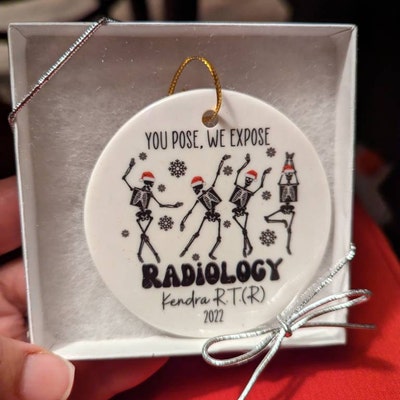 YOU POSE, WE EXPOSE
RADIOLOGY
Kendra R.T.(R)
2022